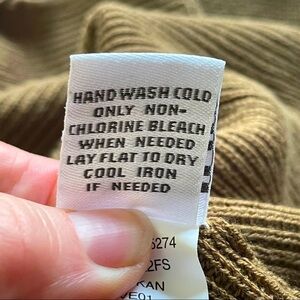 HAND WASH COLD
ONLY NON-
CHLORINE BLEACH
WHEN NEEDED
LAY FLAT TO DRY
COOL IRON
IF NEEDED